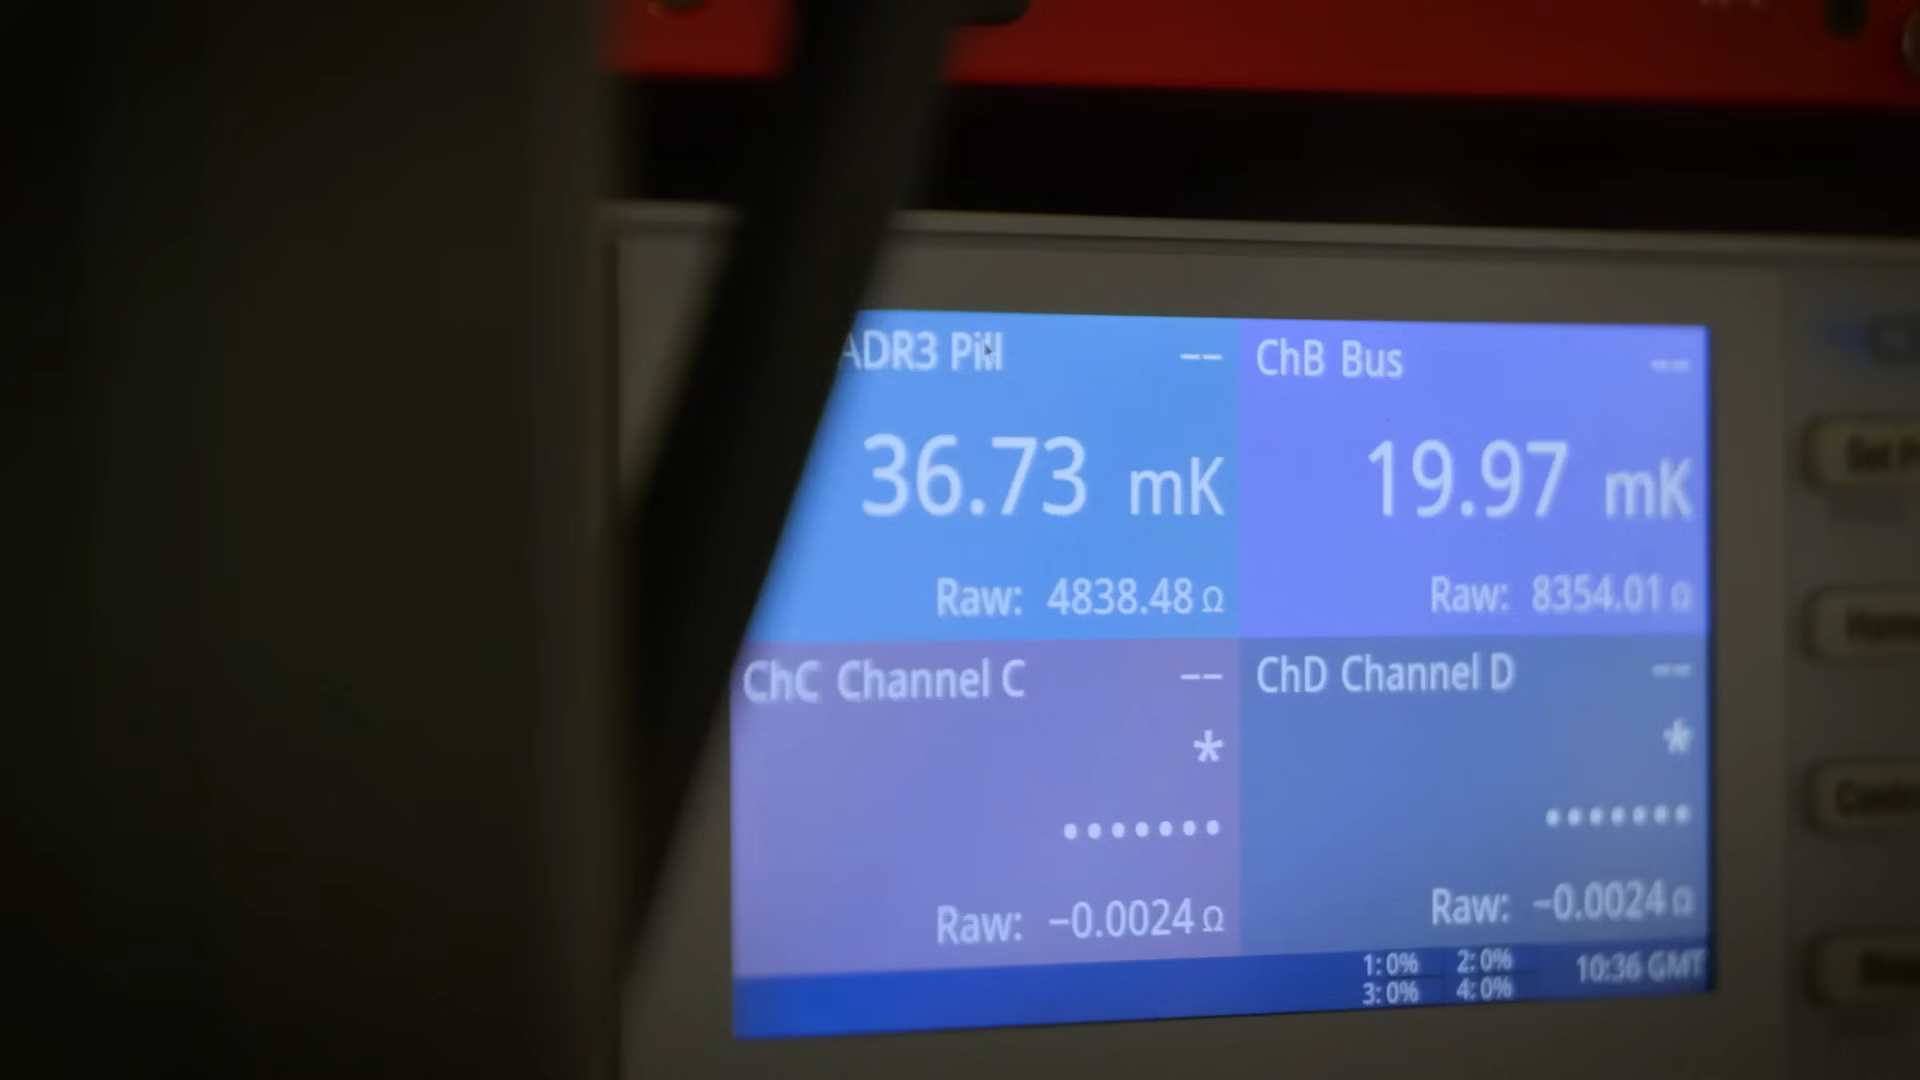 ADR3 Pill --
36.73 mK
Raw: 4838.48 Ω
ChB Bus --
19.97 mK
Raw: 8354.01 Ω
ChC Channel C --
*
.......
Raw: -0.0024 Ω
ChD Channel D --
*
.......
Raw: -0.0024 Ω
1: 0% 2: 0%
3: 0% 4: 0%
10:36 GMT
Set P